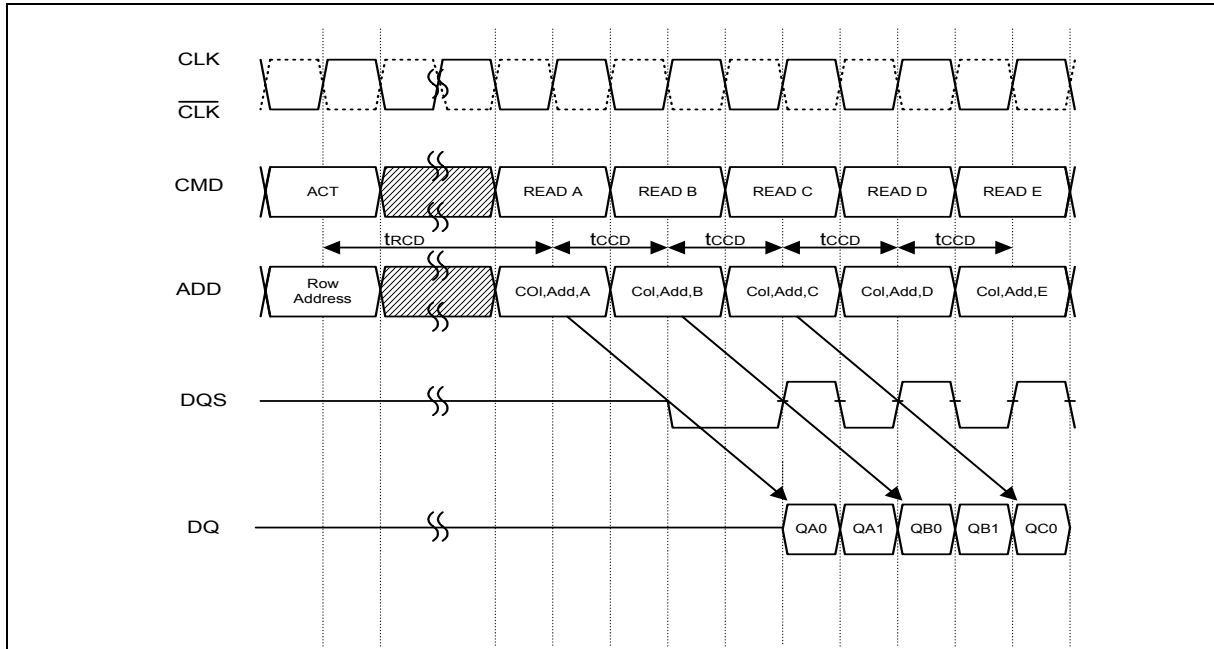 CLK
CLK
CMD
ACT
READ A
READ B
READ C
READ D
READ E
tRCD
tCCD
tCCD
tCCD
tCCD
ADD
Row
Address
COl,Add,A
Col,Add,B
Col,Add,C
Col,Add,D
Col,Add,E
DQS
DQ
QA0
QA1
QB0
QB1
QC0